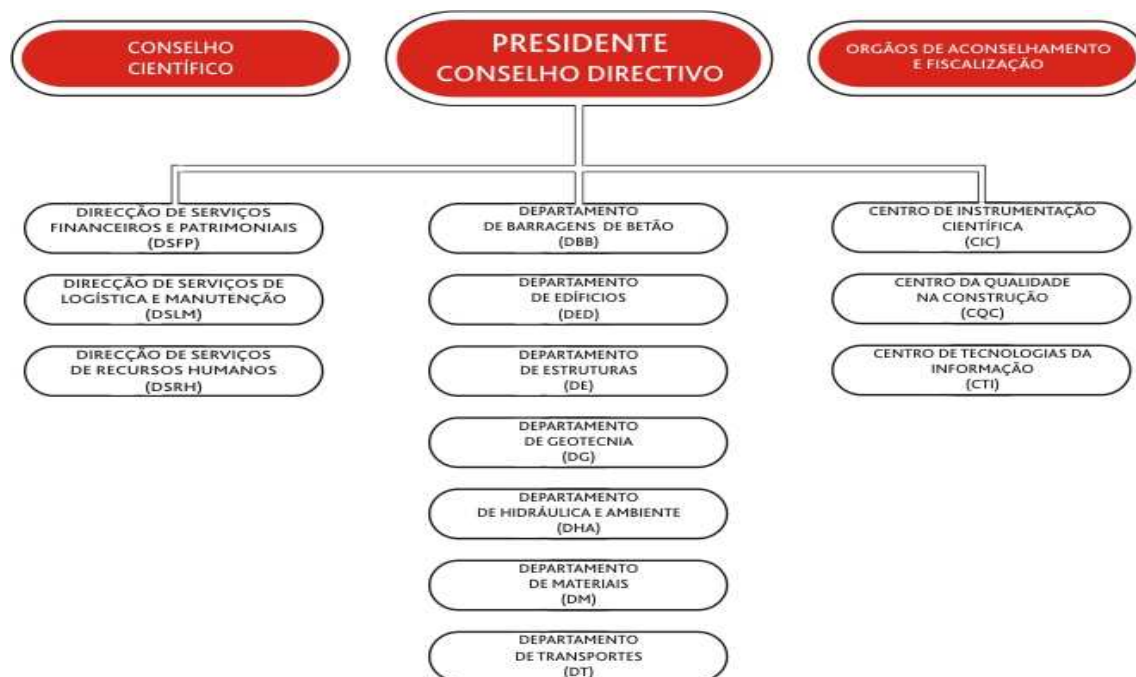 CONSELHO
CIENTÍFICO
PRESIDENTE
CONSELHO DIRECTIVO
ORGÃOS DE ACONSELHAMENTO
E FISCALIZAÇÃO
DIRECÇÃO DE SERVIÇOS
FINANCEIROS E PATRIMONIAIS
(DSFP)
DIRECÇÃO DE SERVIÇOS DE
LOGÍSTICA E MANUTENÇÃO
(DSLM)
DIRECÇÃO DE SERVIÇOS
DE RECURSOS HUMANOS
(DSRH)
DEPARTAMENTO
DE BARRAGENS DE BETÃO
(DBB)
DEPARTAMENTO
DE EDÍFICIOS
(DED)
DEPARTAMENTO
DE ESTRUTURAS
(DE)
DEPARTAMENTO
DE GEOTECNIA
(DG)
DEPARTAMENTO
DE HIDRÁULICA E AMBIENTE
(DHA)
DEPARTAMENTO
DE MATERIAIS
(DM)
DEPARTAMENTO
DE TRANSPORTES
(DT)
CENTRO DE INSTRUMENTAÇÃO
CIENTÍFICA
(CIC)
CENTRO DA QUALIDADE
NA CONSTRUÇÃO
(CQC)
CENTRO DE TECNOLOGIAS DA
INFORMAÇÃO
(CTI)